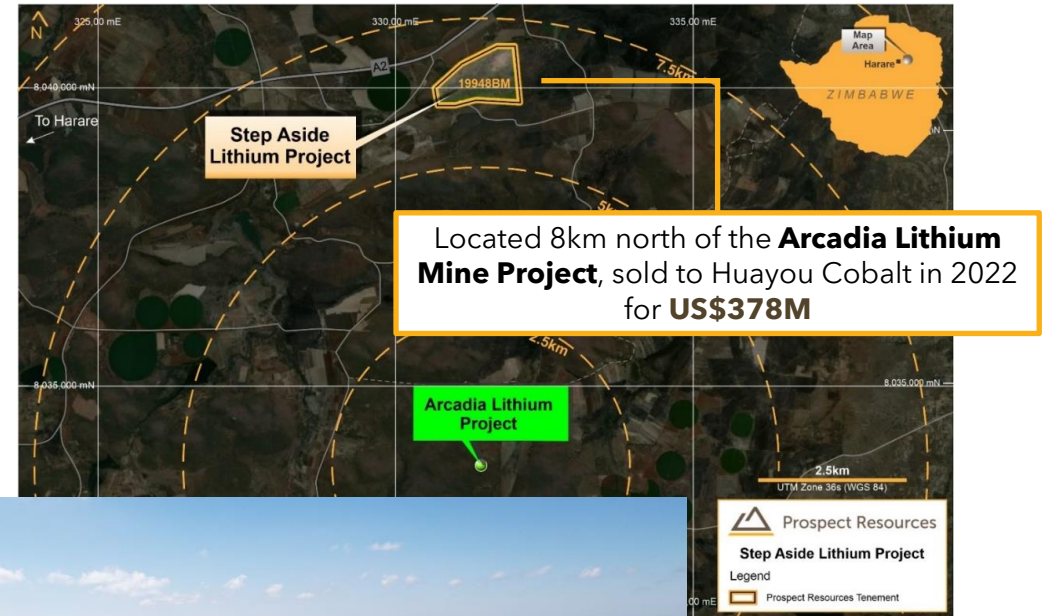 N
325,00 mE
330,00 mE
335,00 mE
Map
Area
Harare
ZIMBABWE
A2
7.5km
19948BM
8,040,000 mN
To Harare
Step Aside
Lithium Project
Located 8km north of the Arcadia Lithium
Mine Project, sold to Huayou Cobalt in 2022
for US$378M
2.5km
8,035,000 mN
8,035,000 mN
Arcadia Lithium
Project
2.5km
UTM Zone 36s (WGS 84)
Prospect Resources
Step Aside Lithium Project
Legend
Prospect Resources Tenement